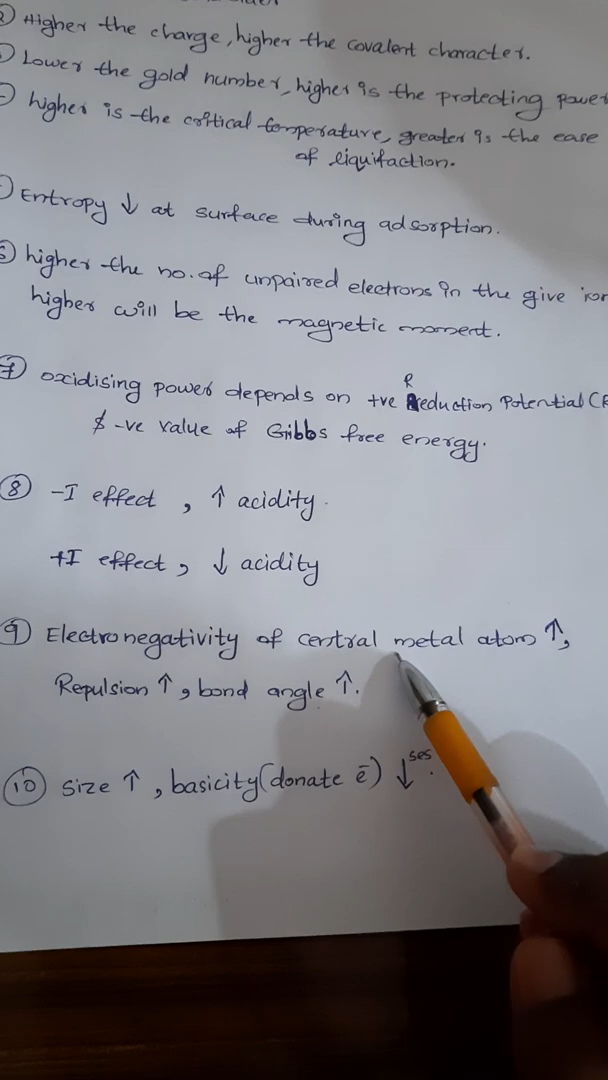 Higher the charge, higher the covalent character.
Lower the gold number, higher is the protecting power
higher is the critical temperature, greater is the ease
of liquifaction.
Entropy ↓ at surface during adsorption.
higher the no. of unpaired electrons in the give ion
higher will be the magnetic moment.
⑦ oxidising power depends on +ve Reduction Potential (R
& -ve value of Gibbs free energy.
⑧ -I effect, ↑ acidity.
+I effect, ↓ acidity
⑨ Electronegativity of central metal atom ↑,
Repulsion ↑, bond angle ↑.
⑩ size ↑, basicity (donate ē) ↓ses.